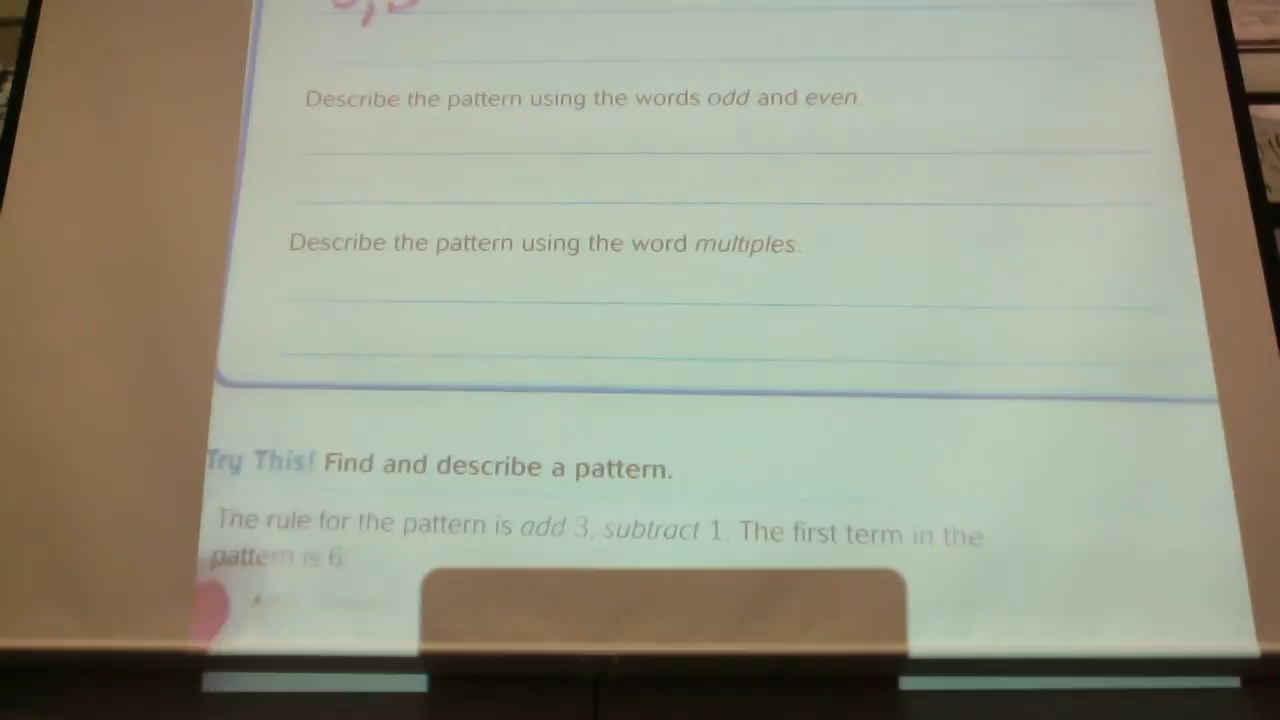 Describe the pattern using the words odd and even.
Describe the pattern using the word multiples.
Try This! Find and describe a pattern.
The rule for the pattern is add 3, subtract 1. The first term in the
pattern is 6